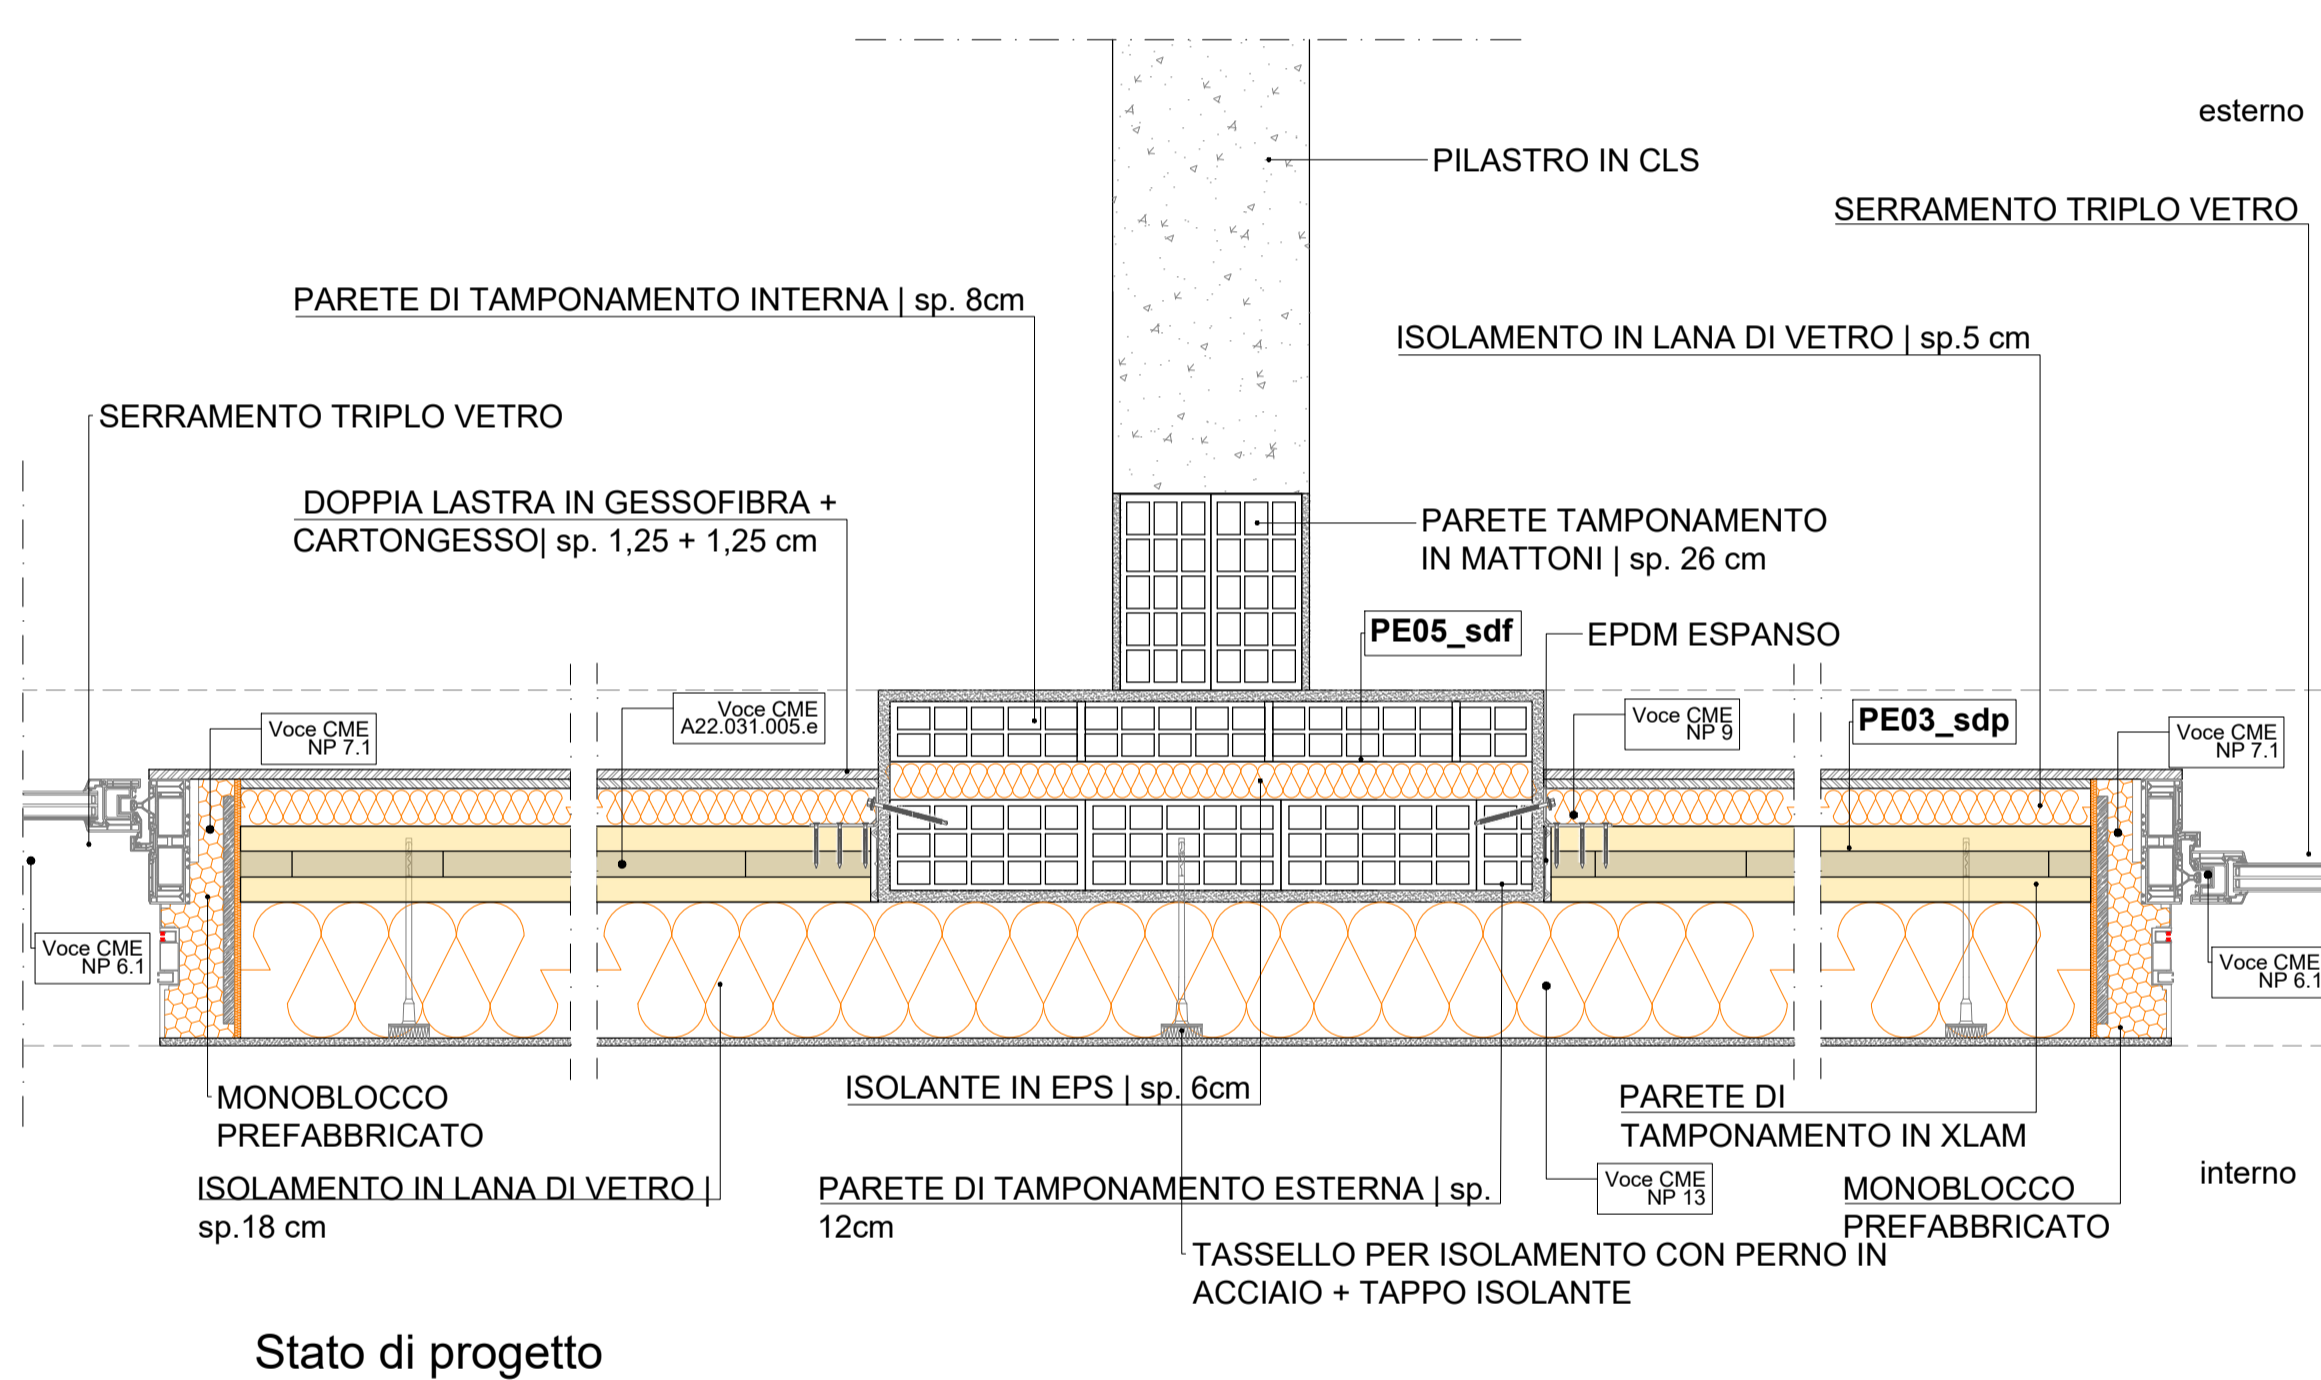 esterno
PILASTRO IN CLS
SERRAMENTO TRIPLO VETRO
PARETE DI TAMPONAMENTO INTERNA | sp. 8cm
ISOLAMENTO IN LANA DI VETRO | sp.5 cm
SERRAMENTO TRIPLO VETRO
DOPPIA LASTRA IN GESSOFIBRA +
CARTONGESSO| sp. 1,25 + 1,25 cm
PARETE TAMPONAMENTO
IN MATTONI | sp. 26 cm
PE05_sdf
EPDM ESPANSO
Voce CME
NP 7.1
Voce CME
A22.031.005.e
Voce CME
NP 9
PE03_sdp
Voce CME
NP 7.1
Voce CME
NP 6.1
Voce CME
NP 6.1
MONOBLOCCO
PREFABBRICATO
ISOLANTE IN EPS | sp. 6cm
PARETE DI
TAMPONAMENTO IN XLAM
ISOLAMENTO IN LANA DI VETRO |
sp.18 cm
PARETE DI TAMPONAMENTO ESTERNA | sp.
12cm
Voce CME
NP 13
MONOBLOCCO
PREFABBRICATO
interno
TASSELLO PER ISOLAMENTO CON PERNO IN
ACCIAIO + TAPPO ISOLANTE
Stato di progetto